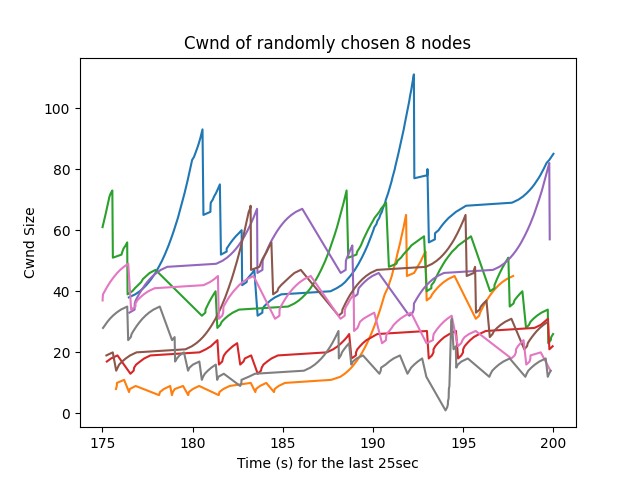 Cwnd of randomly chosen 8 nodes
100
80
60
40
20
0
Cwnd Size
175 180 185 190 195 200
Time (s) for the last 25sec